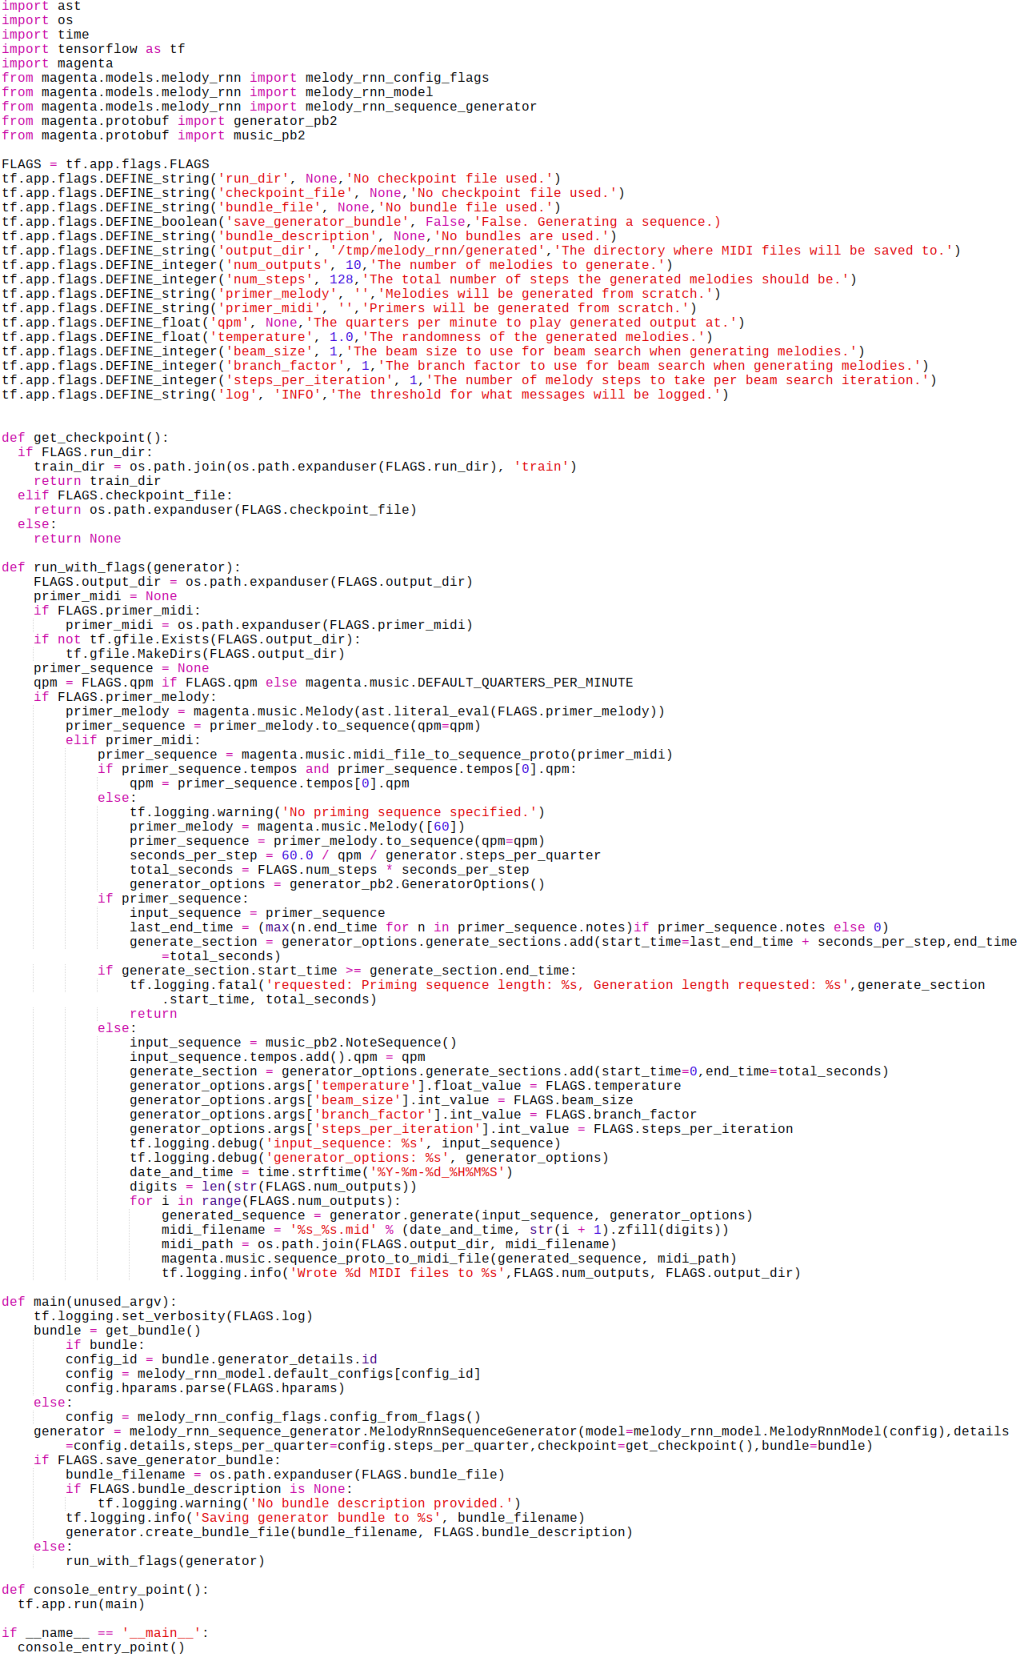 import ast
import os
import time
import tensorflow as tf
import magenta
from magenta.models.melody_rnn import melody_rnn_config_flags
from magenta.models.melody_rnn import melody_rnn_model
from magenta.models.melody_rnn import melody_rnn_sequence_generator
from magenta.protobuf import generator_pb2
from magenta.protobuf import music_pb2

FLAGS = tf.app.flags.FLAGS
tf.app.flags.DEFINE_string('run_dir', None,'No checkpoint file used.')
tf.app.flags.DEFINE_string('checkpoint_file', None,'No checkpoint file used.')
tf.app.flags.DEFINE_string('bundle_file', None,'No bundle file used.')
tf.app.flags.DEFINE_boolean('save_generator_bundle', False,'False. Generating a sequence.)
tf.app.flags.DEFINE_string('bundle_description', None,'No bundles are used.')
tf.app.flags.DEFINE_string('output_dir', '/tmp/melody_rnn/generated','The directory where MIDI files will be saved to.')
tf.app.flags.DEFINE_integer('num_outputs', 10,'The number of melodies to generate.')
tf.app.flags.DEFINE_integer('num_steps', 128,'The total number of steps the generated melodies should be.')
tf.app.flags.DEFINE_string('primer_melody', '','Melodies will be generated from scratch.')
tf.app.flags.DEFINE_string('primer_midi', '','Primers will be generated from scratch.')
tf.app.flags.DEFINE_float('qpm', None,'The quarters per minute to play generated output at.')
tf.app.flags.DEFINE_float('temperature', 1.0,'The randomness of the generated melodies.')
tf.app.flags.DEFINE_integer('beam_size', 1,'The beam size to use for beam search when generating melodies.')
tf.app.flags.DEFINE_integer('branch_factor', 1,'The branch factor to use for beam search when generating melodies.')
tf.app.flags.DEFINE_integer('steps_per_iteration', 1,'The number of melody steps to take per beam search iteration.')
tf.app.flags.DEFINE_string('log', 'INFO','The threshold for what messages will be logged.')


def get_checkpoint():
  if FLAGS.run_dir:
    train_dir = os.path.join(os.path.expanduser(FLAGS.run_dir), 'train')
    return train_dir
  elif FLAGS.checkpoint_file:
    return os.path.expanduser(FLAGS.checkpoint_file)
  else:
    return None

def run_with_flags(generator):
    FLAGS.output_dir = os.path.expanduser(FLAGS.output_dir)
    primer_midi = None
    if FLAGS.primer_midi:
        primer_midi = os.path.expanduser(FLAGS.primer_midi)
    if not tf.gfile.Exists(FLAGS.output_dir):
        tf.gfile.MakeDirs(FLAGS.output_dir)
    primer_sequence = None
    qpm = FLAGS.qpm if FLAGS.qpm else magenta.music.DEFAULT_QUARTERS_PER_MINUTE
    if FLAGS.primer_melody:
        primer_melody = magenta.music.Melody(ast.literal_eval(FLAGS.primer_melody))
        primer_sequence = primer_melody.to_sequence(qpm=qpm)
        elif primer_midi:
            primer_sequence = magenta.music.midi_file_to_sequence_proto(primer_midi)
            if primer_sequence.tempos and primer_sequence.tempos[0].qpm:
                qpm = primer_sequence.tempos[0].qpm
            else:
                tf.logging.warning('No priming sequence specified.')
                primer_melody = magenta.music.Melody([60])
                primer_sequence = primer_melody.to_sequence(qpm=qpm)
                seconds_per_step = 60.0 / qpm / generator.steps_per_quarter
                total_seconds = FLAGS.num_steps * seconds_per_step
                generator_options = generator_pb2.GeneratorOptions()
            if primer_sequence:
                input_sequence = primer_sequence
                last_end_time = (max(n.end_time for n in primer_sequence.notes)if primer_sequence.notes else 0)
                generate_section = generator_options.generate_sections.add(start_time=last_end_time + seconds_per_step,end_time
                    =total_seconds)
            if generate_section.start_time >= generate_section.end_time:
                tf.logging.fatal('requested: Priming sequence length: %s, Generation length requested: %s',generate_section
                    .start_time, total_seconds)
                return
            else:
                input_sequence = music_pb2.NoteSequence()
                input_sequence.tempos.add().qpm = qpm
                generate_section = generator_options.generate_sections.add(start_time=0,end_time=total_seconds)
                generator_options.args['temperature'].float_value = FLAGS.temperature
                generator_options.args['beam_size'].int_value = FLAGS.beam_size
                generator_options.args['branch_factor'].int_value = FLAGS.branch_factor
                generator_options.args['steps_per_iteration'].int_value = FLAGS.steps_per_iteration
                tf.logging.debug('input_sequence: %s', input_sequence)
                tf.logging.debug('generator_options: %s', generator_options)
                date_and_time = time.strftime('%Y-%m-%d_%H%M%S')
                digits = len(str(FLAGS.num_outputs))
                for i in range(FLAGS.num_outputs):
                    generated_sequence = generator.generate(input_sequence, generator_options)
                    midi_filename = '%s_%s.mid' % (date_and_time, str(i + 1).zfill(digits))
                    midi_path = os.path.join(FLAGS.output_dir, midi_filename)
                    magenta.music.sequence_proto_to_midi_file(generated_sequence, midi_path)
                    tf.logging.info('Wrote %d MIDI files to %s',FLAGS.num_outputs, FLAGS.output_dir)

def main(unused_argv):
    tf.logging.set_verbosity(FLAGS.log)
    bundle = get_bundle()
        if bundle:
        config_id = bundle.generator_details.id
        config = melody_rnn_model.default_configs[config_id]
        config.hparams.parse(FLAGS.hparams)
    else:
        config = melody_rnn_config_flags.config_from_flags()
    generator = melody_rnn_sequence_generator.MelodyRnnSequenceGenerator(model=melody_rnn_model.MelodyRnnModel(config),details
        =config.details,steps_per_quarter=config.steps_per_quarter,checkpoint=get_checkpoint(),bundle=bundle)
    if FLAGS.save_generator_bundle:
        bundle_filename = os.path.expanduser(FLAGS.bundle_file)
        if FLAGS.bundle_description is None:
            tf.logging.warning('No bundle description provided.')
        tf.logging.info('Saving generator bundle to %s', bundle_filename)
        generator.create_bundle_file(bundle_filename, FLAGS.bundle_description)
    else:
        run_with_flags(generator)

def console_entry_point():
  tf.app.run(main)

if __name__ == '__main__':
  console_entry_point()